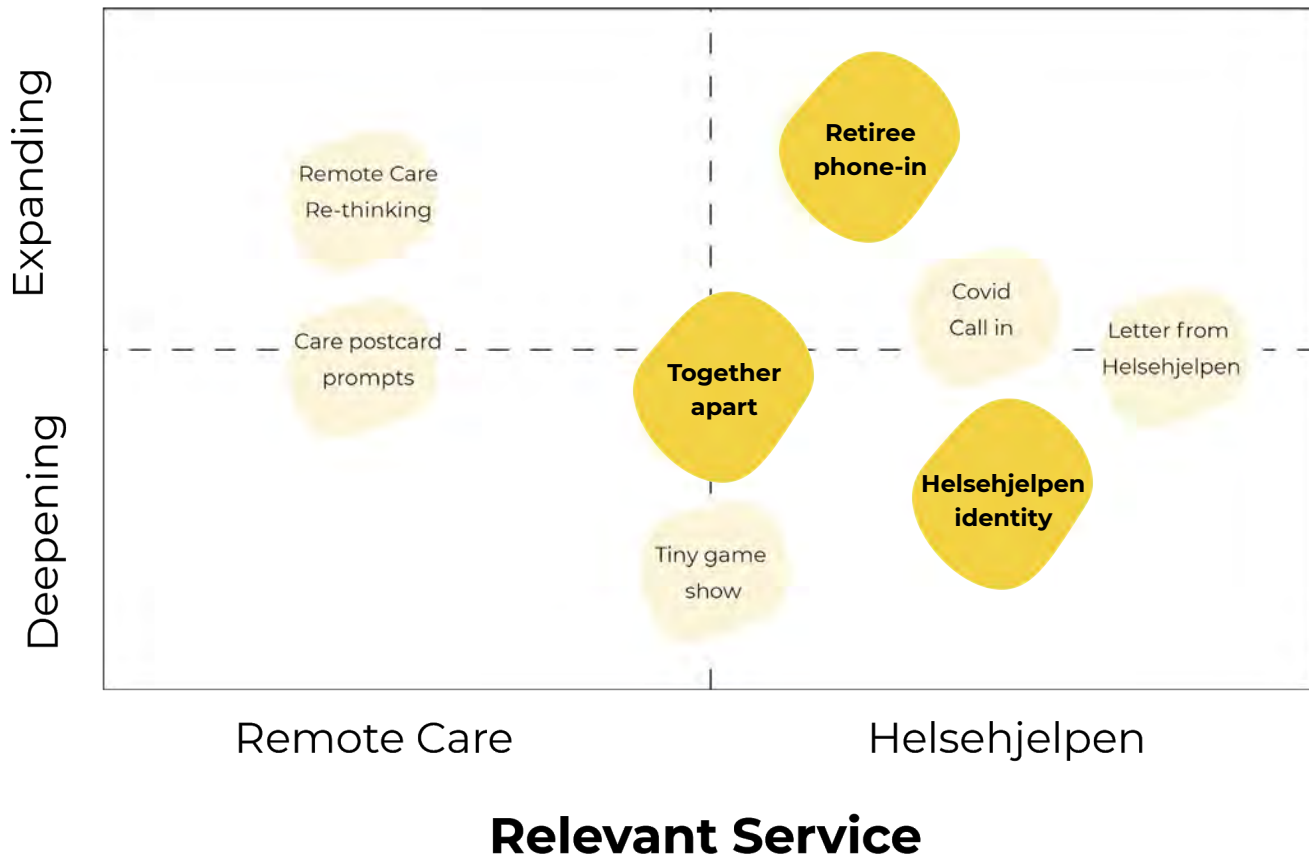 Expanding
Deepening
Retiree
phone-in
Remote Care
Re-thinking
Covid
Call in
Letter from
Helsehjelpen
Care postcard
prompts
Together
apart
Helsehjelpen
identity
Tiny game
show
Remote Care
Helsehjelpen
Relevant Service